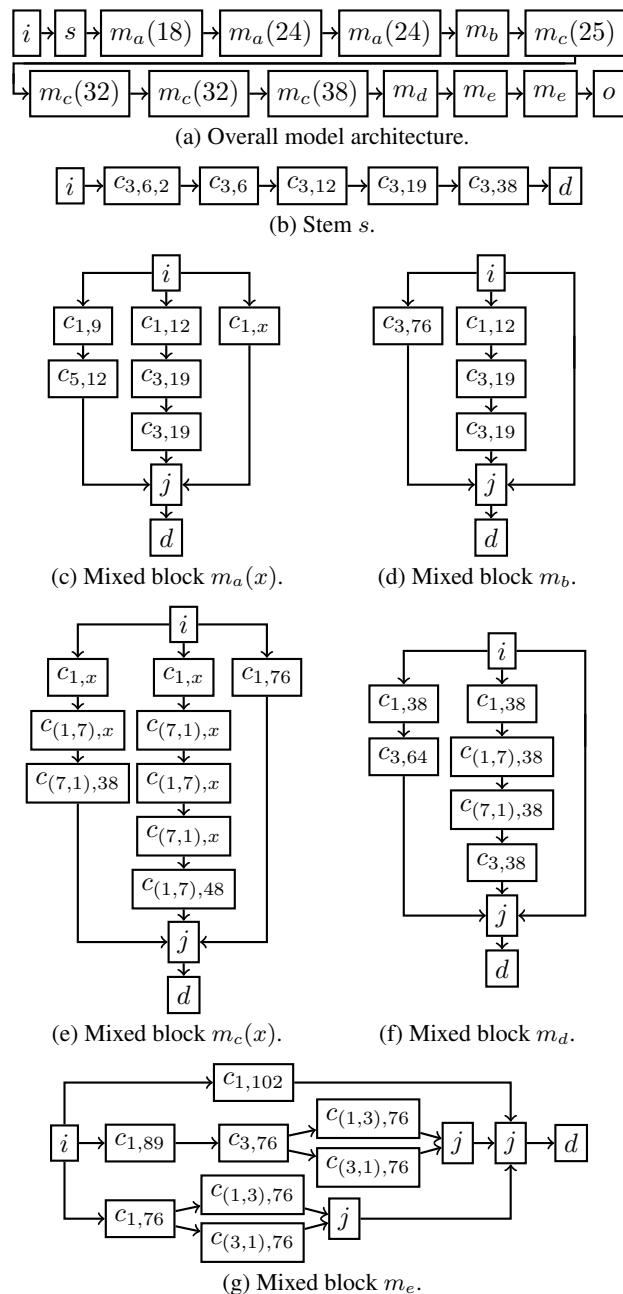 i s m_a(18) m_a(24) m_a(24) m_b m_c(25)
m_c(32) m_c(32) m_c(38) m_d m_e m_e o
(a) Overall model architecture.
i c_{3,6,2} c_{3,6} c_{3,12} c_{3,19} c_{3,38} d
(b) Stem s.
i
c_{1,9} c_{1,12} c_{1,x}
c_{5,12} c_{3,19}
c_{3,19}
j
d
(c) Mixed block m_a(x).
i
c_{3,76} c_{1,12}
c_{3,19}
c_{3,19}
j
d
(d) Mixed block m_b.
i
c_{1,x} c_{1,x} c_{1,76}
c_{(1,7),x} c_{(7,1),x}
c_{(7,1),38} c_{(1,7),x}
c_{(7,1),x}
c_{(1,7),48}
j
d
(e) Mixed block m_c(x).
i
c_{1,38} c_{1,38}
c_{3,64} c_{(1,7),38}
c_{(7,1),38}
c_{3,38}
j
d
(f) Mixed block m_d.
c_{1,102}
c_{(1,3),76}
i c_{1,89} c_{3,76} j j d
c_{(3,1),76}
c_{(1,3),76}
c_{1,76} j
c_{(3,1),76}
(g) Mixed block m_e.